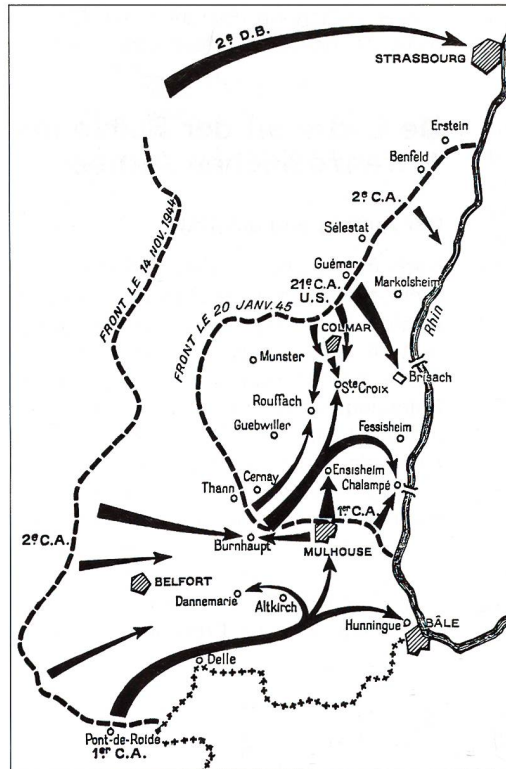 2e D.B.
STRASBOURG
Erstein
Benfeld
2e C.A.
Sélestat
Guémar
21e C.A.
U.S.
Markolsheim
FRONT LE 14 NOV. 1944
FRONT LE 20 JANV. 45
Rhin
COLMAR
Munster
Ste Croix
Brisach
Rouffach
Guebwiller
Fessisheim
Cernay
Ensisheim
Thann
Chalampé
1er C.A.
2e C.A.
Burnhaupt
MULHOUSE
BELFORT
Dannemarie
Altkirch
Hunningue
BÂLE
Delle
Pont-de-Roide
1er C.A.